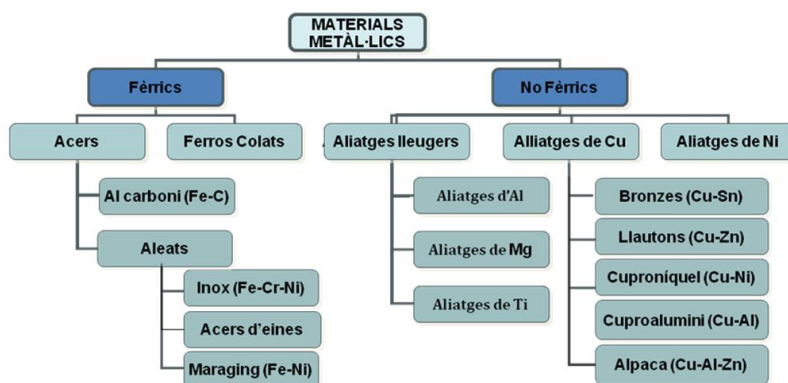 MATERIALS
METÀL·LICS
Fèrrics
No Fèrrics
Acers
Ferros Colats
Aliatges lleugers
Alliatges de Cu
Aliatges de Ni
Al carboni (Fe-C)
Aliatges d'Al
Bronzes (Cu-Sn)
Aleats
Aliatges de Mg
Llautons (Cu-Zn)
Inox (Fe-Cr-Ni)
Aliatges de Ti
Cuproníquel (Cu-Ni)
Acers d'eines
Cuproalumini (Cu-Al)
Maraging (Fe-Ni)
Alpaca (Cu-Al-Zn)